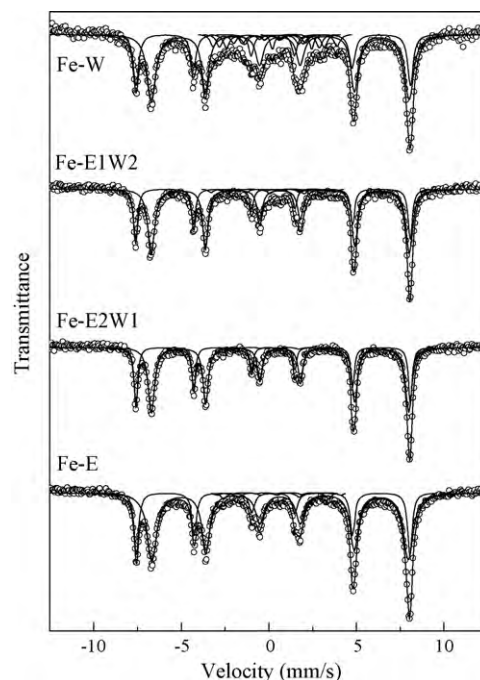 Fe-W
Fe-E1W2
Fe-E2W1
Fe-E
Transmittance
-10 -5 0 5 10
Velocity (mm/s)